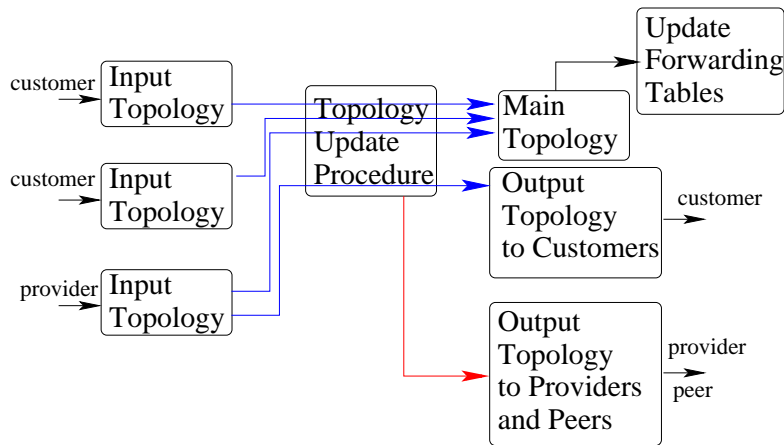 customer
Input
Topology
customer
Input
Topology
provider
Input
Topology
Topology
Update
Procedure
Main
Topology
Update
Forwarding
Tables
Output
Topology
to Customers
customer
Output
Topology
to Providers
and Peers
provider
peer